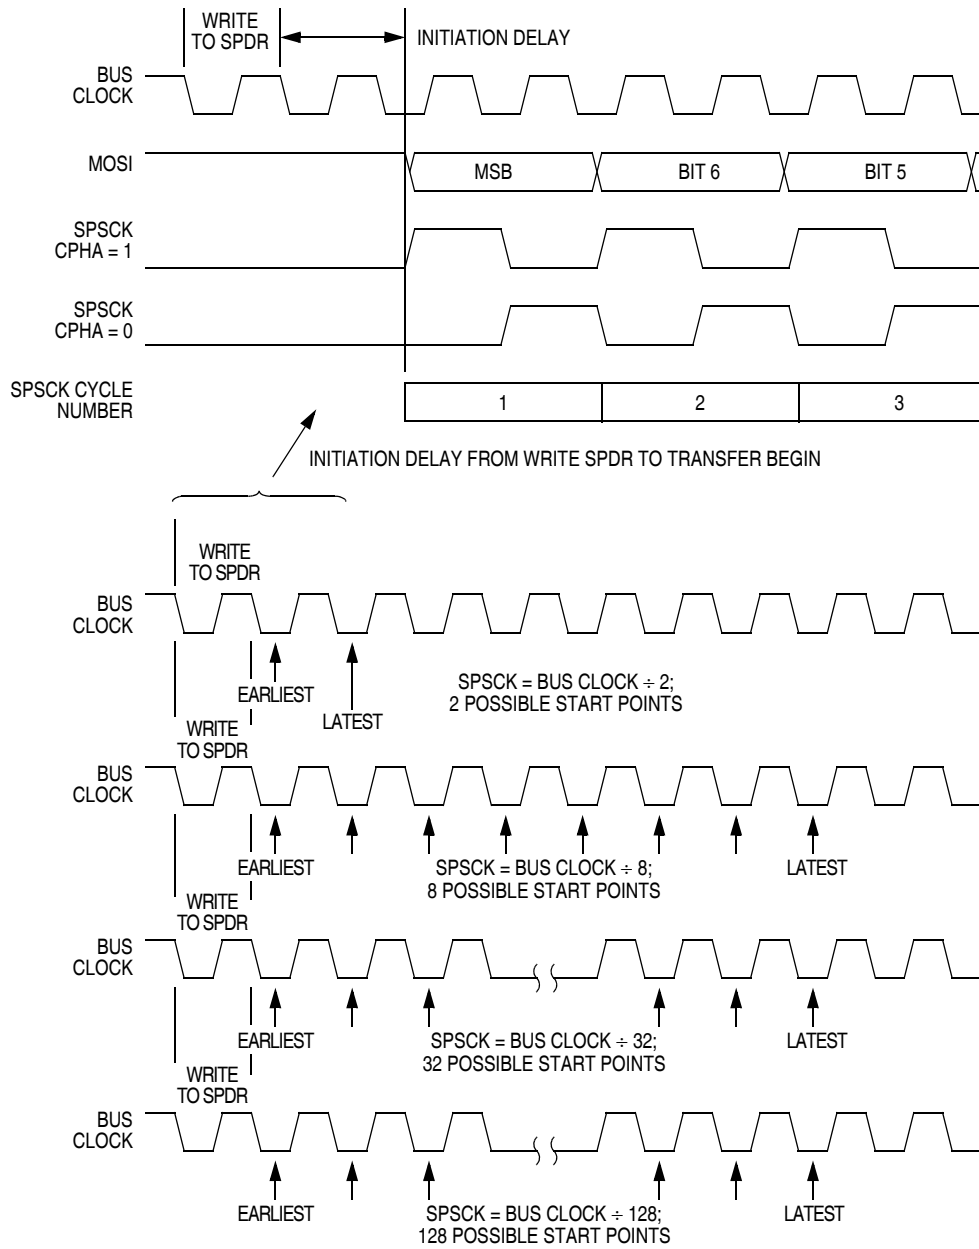 WRITE
TO SPDR
INITIATION DELAY
BUS
CLOCK
MOSI
MSB
BIT 6
BIT 5
SPSCK
CPHA = 1
SPSCK
CPHA = 0
SPSCK CYCLE
NUMBER
1
2
3
INITIATION DELAY FROM WRITE SPDR TO TRANSFER BEGIN
WRITE
TO SPDR
BUS
CLOCK
EARLIEST
LATEST
SPSCK = BUS CLOCK ÷ 2;
2 POSSIBLE START POINTS
WRITE
TO SPDR
BUS
CLOCK
EARLIEST
SPSCK = BUS CLOCK ÷ 8;
8 POSSIBLE START POINTS
LATEST
WRITE
TO SPDR
BUS
CLOCK
EARLIEST
SPSCK = BUS CLOCK ÷ 32;
32 POSSIBLE START POINTS
LATEST
WRITE
TO SPDR
BUS
CLOCK
EARLIEST
SPSCK = BUS CLOCK ÷ 128;
128 POSSIBLE START POINTS
LATEST